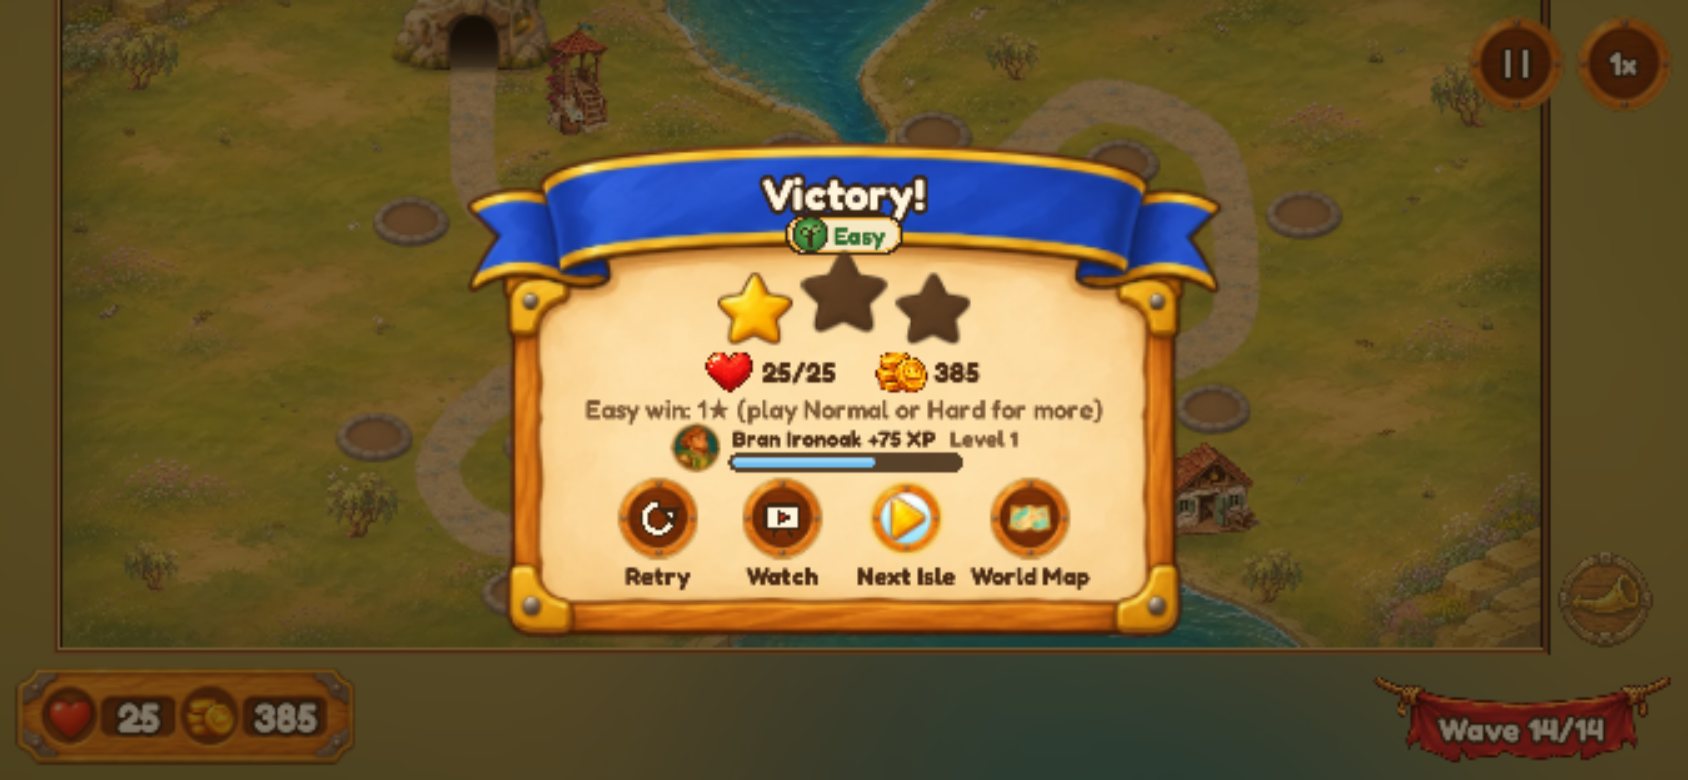 1x
Victory!
Easy
25/25 385
Easy win: 1★ (play Normal or Hard for more)
Bran Ironoak +75 XP Level 1
Retry Watch Next Isle World Map
25 385
Wave 14/14